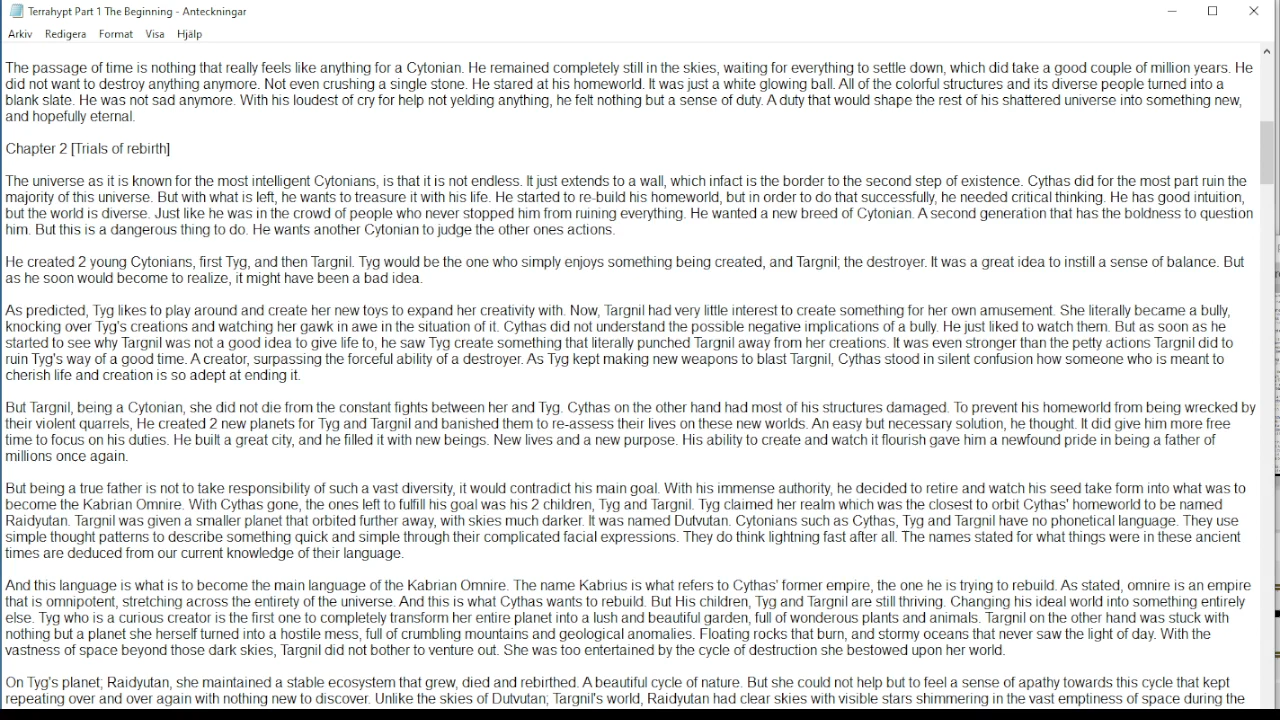 Terrahypt Part 1 The Beginning - Anteckningar
Arkiv Redigera Format Visa Hjälp
The passage of time is nothing that really feels like anything for a Cytonian. He remained completely still in the skies, waiting for everything to settle down, which did take a good couple of million years. He
did not want to destroy anything anymore. Not even crushing a single stone. He stared at his homeworld. It was just a white glowing ball. All of the colorful structures and its diverse people turned into a
blank slate. He was not sad anymore. With his loudest of cry for help not yelding anything, he felt nothing but a sense of duty. A duty that would shape the rest of his shattered universe into something new,
and hopefully eternal.
Chapter 2 [Trials of rebirth]
The universe as it is known for the most intelligent Cytonians, is that it is not endless. It just extends to a wall, which infact is the border to the second step of existence. Cythas did for the most part ruin the
majority of this universe. But with what is left, he wants to treasure it with his life. He started to re-build his homeworld, but in order to do that successfully, he needed critical thinking. He has good intuition,
but the world is diverse. Just like he was in the crowd of people who never stopped him from ruining everything. He wanted a new breed of Cytonian. A second generation that has the boldness to question
him. But this is a dangerous thing to do. He wants another Cytonian to judge the other ones actions.
He created 2 young Cytonians, first Tyg, and then Targnil. Tyg would be the one who simply enjoys something being created, and Targnil; the destroyer. It was a great idea to instill a sense of balance. But
as he soon would become to realize, it might have been a bad idea.
As predicted, Tyg likes to play around and create her new toys to expand her creativity with. Now, Targnil had very little interest to create something for her own amusement. She literally became a bully,
knocking over Tyg's creations and watching her gawk in awe in the situation of it. Cythas did not understand the possible negative implications of a bully. He just liked to watch them. But as soon as he
started to see why Targnil was not a good idea to give life to, he saw Tyg create something that literally punched Targnil away from her creations. It was even stronger than the petty actions Targnil did to
ruin Tyg's way of a good time. A creator, surpassing the forceful ability of a destroyer. As Tyg kept making new weapons to blast Targnil, Cythas stood in silent confusion how someone who is meant to
cherish life and creation is so adept at ending it.
But Targnil, being a Cytonian, she did not die from the constant fights between her and Tyg. Cythas on the other hand had most of his structures damaged. To prevent his homeworld from being wrecked by
their violent quarrels, He created 2 new planets for Tyg and Targnil and banished them to re-assess their lives on these new worlds. An easy but necessary solution, he thought. It did give him more free
time to focus on his duties. He built a great city, and he filled it with new beings. New lives and a new purpose. His ability to create and watch it flourish gave him a newfound pride in being a father of
millions once again.
But being a true father is not to take responsibility of such a vast diversity, it would contradict his main goal. With his immense authority, he decided to retire and watch his seed take form into what was to
become the Kabrian Omnire. With Cythas gone, the ones left to fulfill his goal was his 2 children, Tyg and Targnil. Tyg claimed her realm which was the closest to orbit Cythas' homeworld to be named
Raidyutan. Targnil was given a smaller planet that orbited further away, with skies much darker. It was named Dutvutan. Cytonians such as Cythas, Tyg and Targnil have no phonetical language. They use
simple thought patterns to describe something quick and simple through their complicated facial expressions. They do think lightning fast after all. The names stated for what things were in these ancient
times are deduced from our current knowledge of their language.
And this language is what is to become the main language of the Kabrian Omnire. The name Kabrius is what refers to Cythas' former empire, the one he is trying to rebuild. As stated, omnire is an empire
that is omnipotent, stretching across the entirety of the universe. And this is what Cythas wants to rebuild. But His children, Tyg and Targnil are still thriving. Changing his ideal world into something entirely
else. Tyg who is a curious creator is the first one to completely transform her entire planet into a lush and beautiful garden, full of wonderous plants and animals. Targnil on the other hand was stuck with
nothing but a planet she herself turned into a hostile mess, full of crumbling mountains and geological anomalies. Floating rocks that burn, and stormy oceans that never saw the light of day. With the
vastness of space beyond those dark skies, Targnil did not bother to venture out. She was too entertained by the cycle of destruction she bestowed upon her world.
On Tyg's planet; Raidyutan, she maintained a stable ecosystem that grew, died and rebirthed. A beautiful cycle of nature. But she could not help but to feel a sense of apathy towards this cycle that kept
repeating over and over again with nothing new to discover. Unlike the skies of Dutvutan; Targnil's world, Raidyutan had clear skies with visible stars shimmering in the vast emptiness of space during the